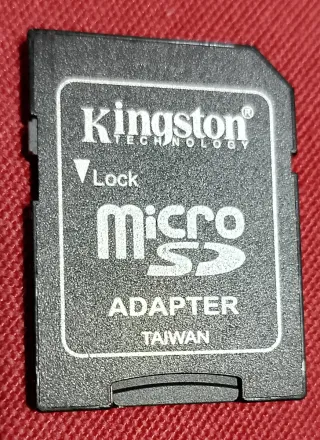 Kingston®
TECHNOLOGY
Lock
micro
SD
ADAPTER
TAIWAN